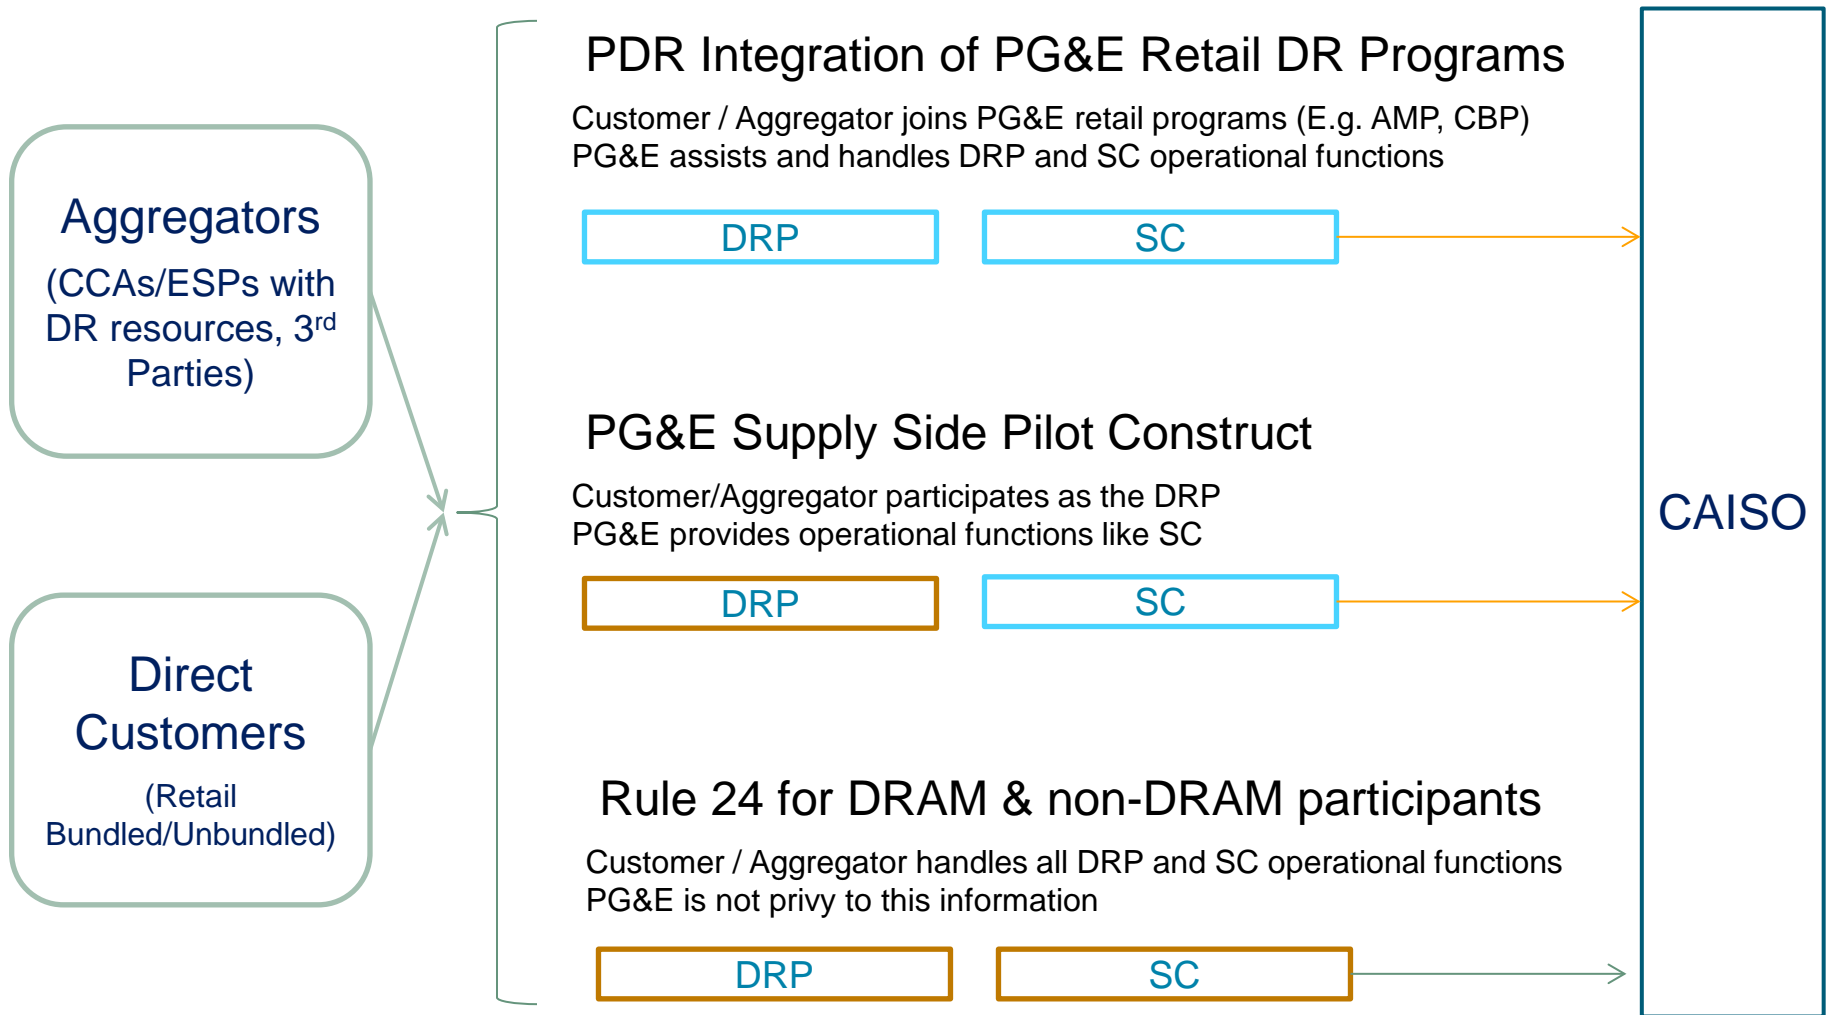 Aggregators
(CCAs/ESPs with
DR resources, 3rd
Parties)
Direct
Customers
(Retail
Bundled/Unbundled)
PDR Integration of PG&E Retail DR Programs
Customer / Aggregator joins PG&E retail programs (E.g. AMP, CBP)
PG&E assists and handles DRP and SC operational functions
DRP
SC
PG&E Supply Side Pilot Construct
Customer/Aggregator participates as the DRP
PG&E provides operational functions like SC
DRP
SC
Rule 24 for DRAM & non-DRAM participants
Customer / Aggregator handles all DRP and SC operational functions
PG&E is not privy to this information
DRP
SC
CAISO